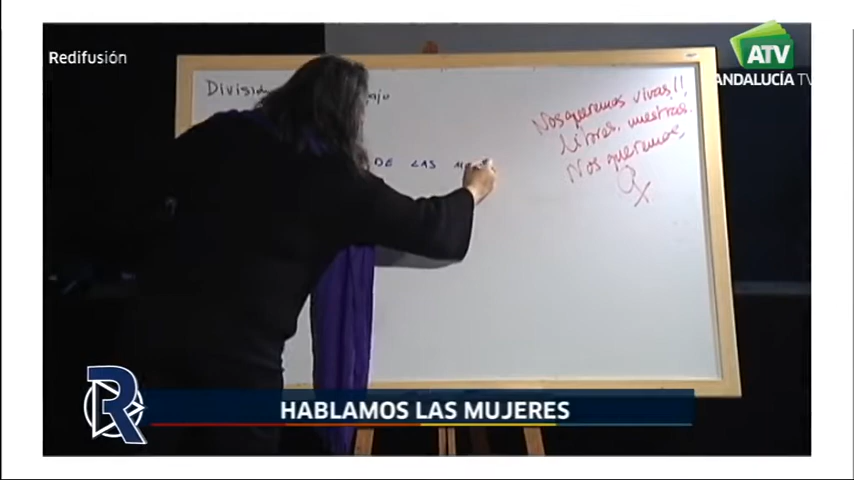 Redifusión
ATV
ANDALUCÍA TV
Nos queremos vivas!!
Libres, nuestras.
Nos queremos
DE LAS
R
HABLAMOS LAS MUJERES